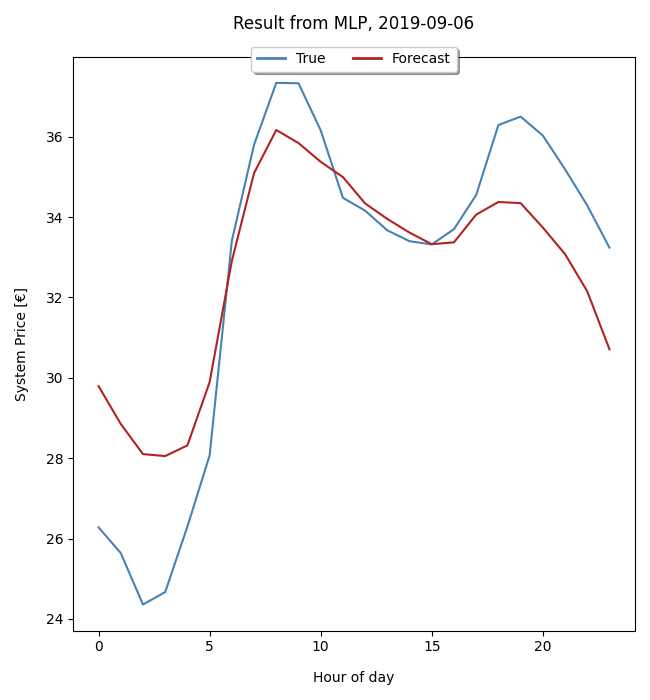 Result from MLP, 2019-09-06
True Forecast
36
34
32
30
28
26
24
System Price [€]
0 5 10 15 20
Hour of day